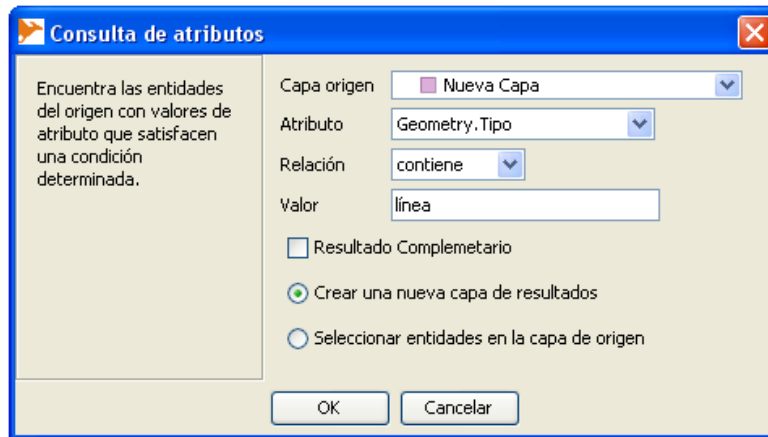 Consulta de atributos
Encuentra las entidades
del origen con valores de
atributo que satisfacen
una condición
determinada.
Capa origen Nueva Capa
Atributo Geometry.Tipo
Relación contiene
Valor línea
Resultado Complemetario
Crear una nueva capa de resultados
Seleccionar entidades en la capa de origen
OK Cancelar